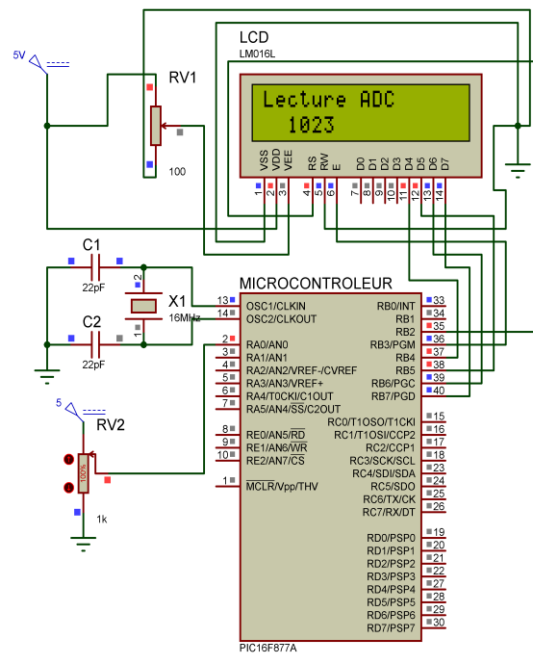 LCD
LM016L
5V
RV1
100
Lecture ADC
1023
VSS
VDD
VEE
RS
RW
E
D0
D1
D2
D3
D4
D5
D6
D7
1
2
3
4
5
6
7
8
9
10
11
12
13
14
C1
22pF
C2
22pF
X1
16MHz
2
1
MICROCONTROLEUR
13 OSC1/CLKIN RB0/INT 33
14 OSC2/CLKOUT RB1 34
RB2 35
2 RA0/AN0 RB3/PGM 36
3 RA1/AN1 RB4 37
4 RA2/AN2/VREF-/CVREF RB5 38
5 RA3/AN3/VREF+ RB6/PGC 39
6 RA4/T0CKI/C1OUT RB7/PGD 40
7 RA5/AN4/SS/C2OUT
RC0/T1OSO/T1CKI 15
8 RE0/AN5/RD RC1/T1OSI/CCP2 16
9 RE1/AN6/WR RC2/CCP1 17
10 RE2/AN7/CS RC3/SCK/SCL 18
RC4/SDI/SDA 23
1 MCLR/Vpp/THV RC5/SDO 24
RC6/TX/CK 25
RC7/RX/DT 26
RD0/PSP0 19
RD1/PSP1 20
RD2/PSP2 21
RD3/PSP3 22
RD4/PSP4 27
RD5/PSP5 28
RD6/PSP6 29
RD7/PSP7 30
PIC16F877A
5
RV2
100%
1k